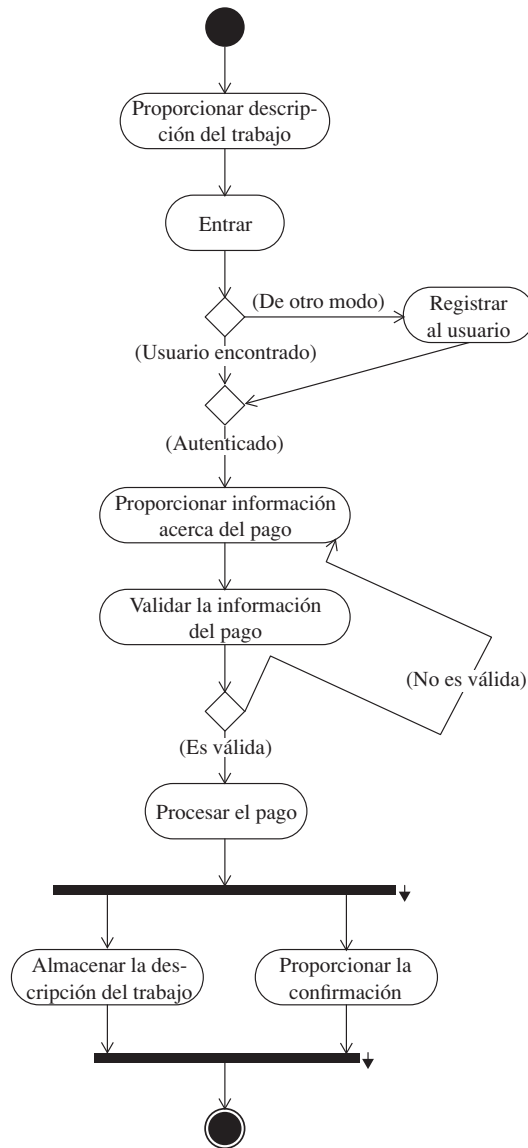 Proporcionar descrip-
ción del trabajo
Entrar
(De otro modo)
Registrar
al usuario
(Usuario encontrado)
(Autenticado)
Proporcionar información
acerca del pago
Validar la información
del pago
(No es válida)
(Es válida)
Procesar el pago
Almacenar la des-
cripción del trabajo
Proporcionar la
confirmación